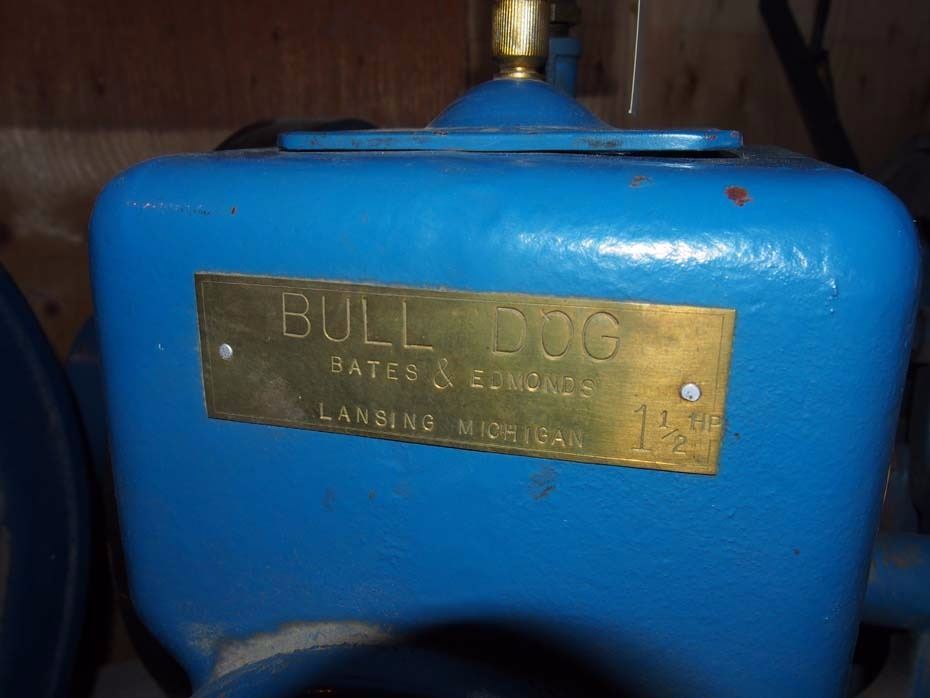 BULL DOG
BATES & EDMONDS
LANSING MICHIGAN 1 1/2 HP